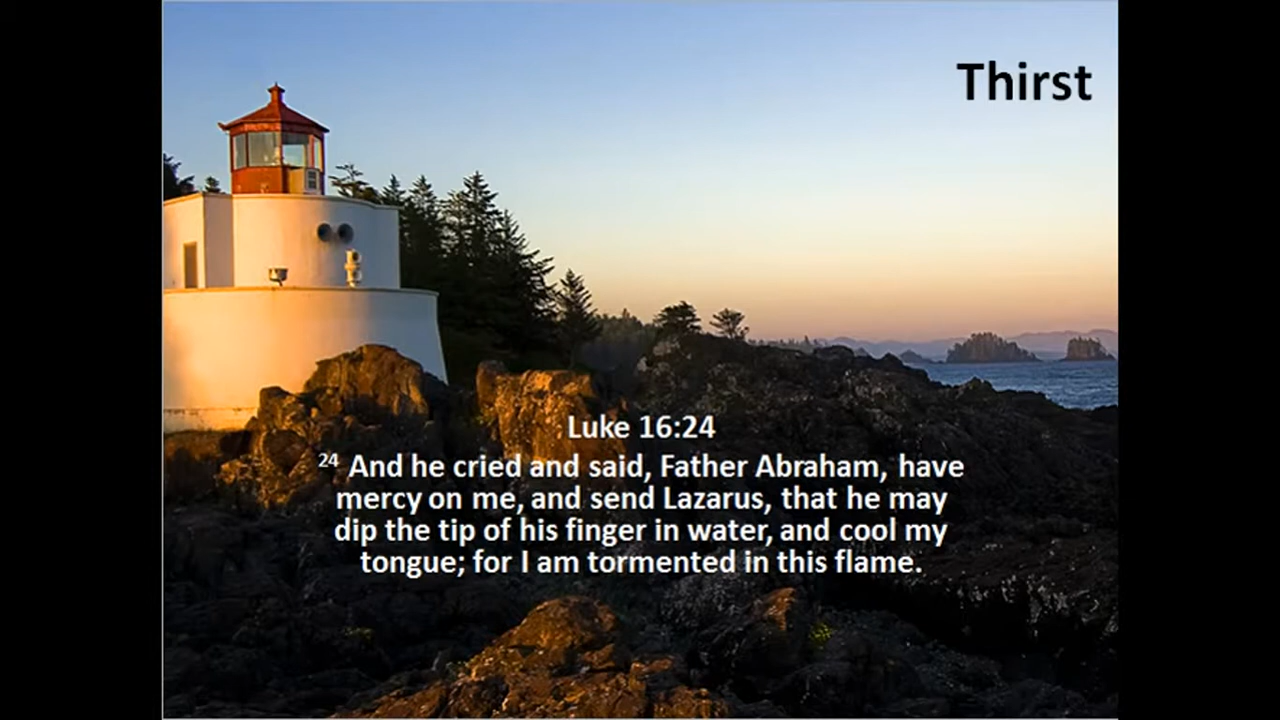 Thirst
Luke 16:24
24 And he cried and said, Father Abraham, have
mercy on me, and send Lazarus, that he may
dip the tip of his finger in water, and cool my
tongue; for I am tormented in this flame.